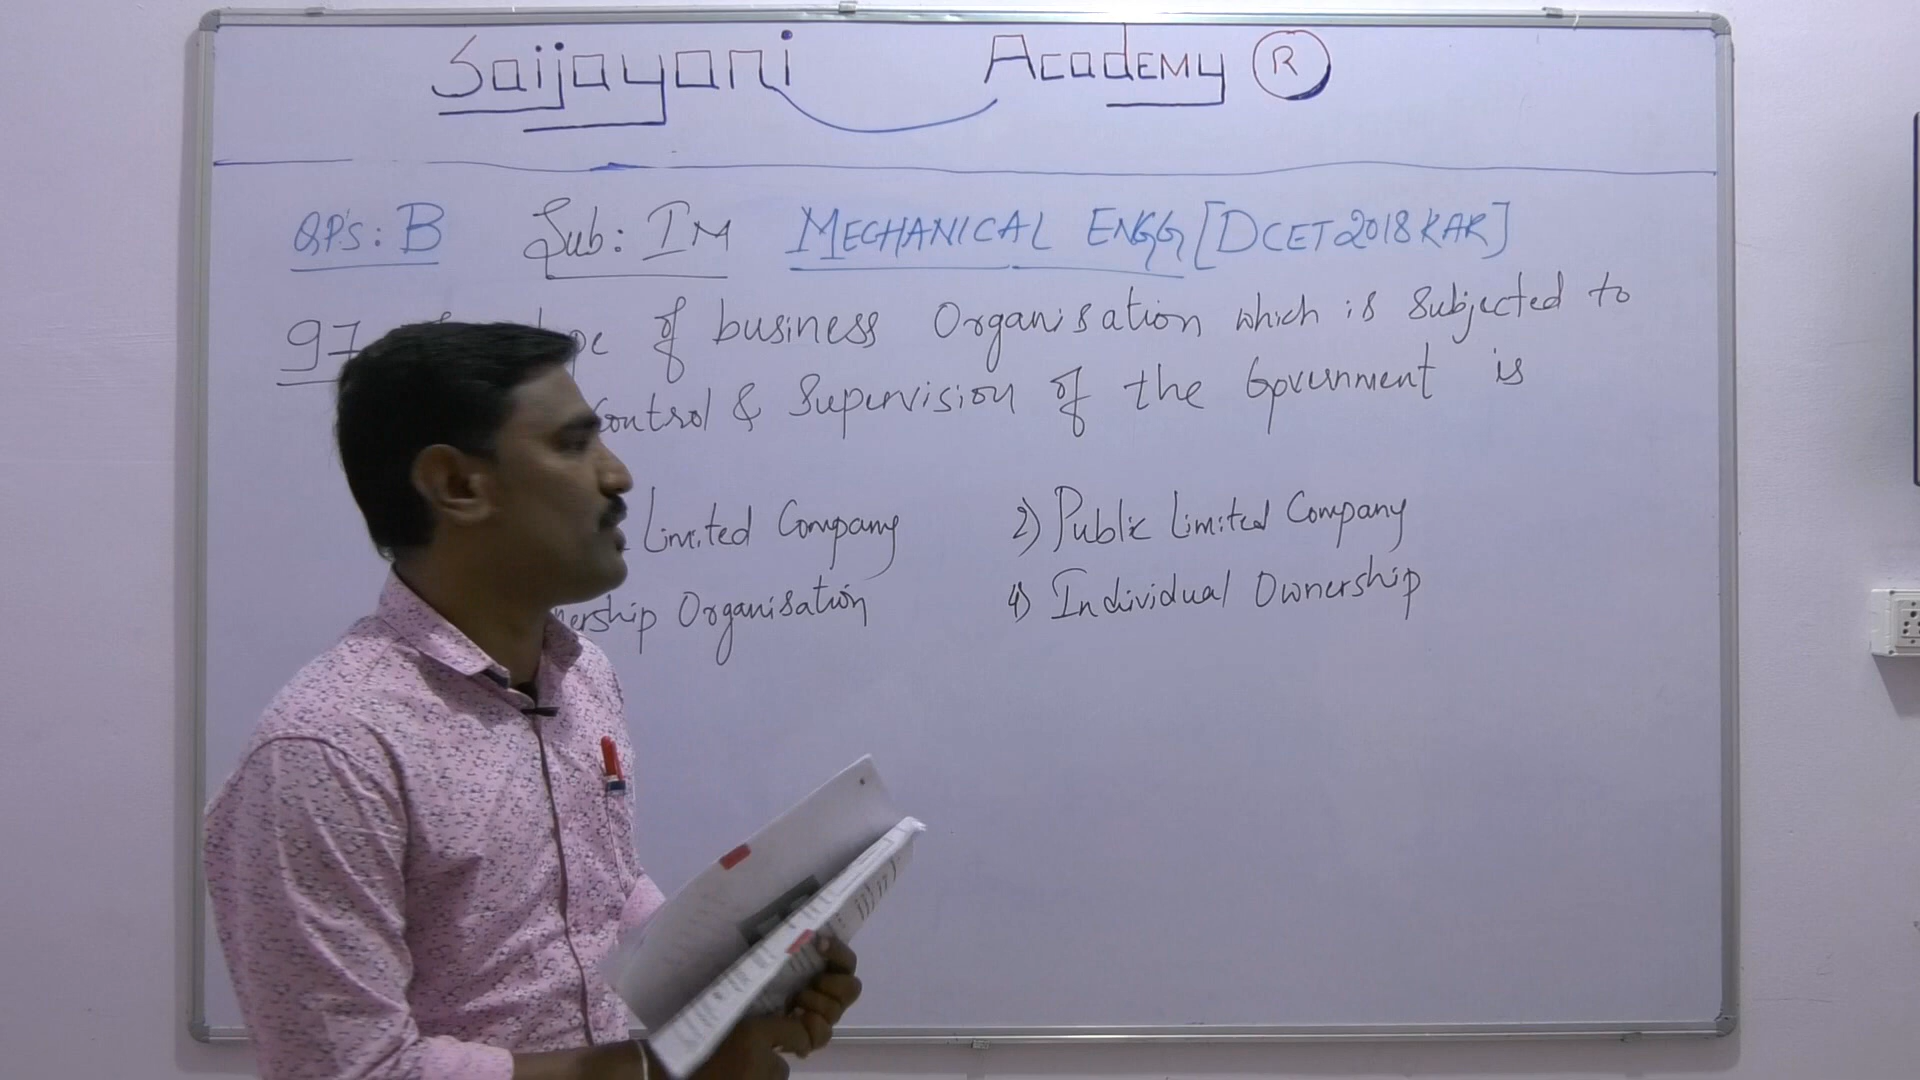 Saijayani Academy ®
QP'S: B Sub: IM MECHANICAL ENGG [DCET 2018 KAR]
97 of business Organisation which is subjected to
Control & Supervision of the Government is
Limited Company 2) Public Limited Company
Organisation 4) Individual Ownership